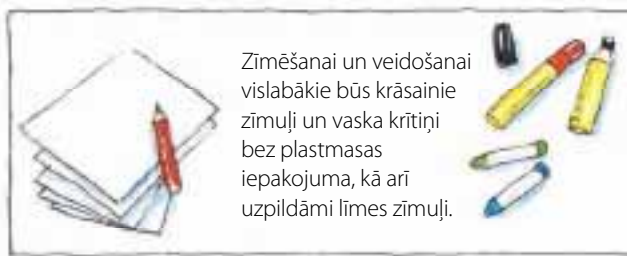 Zīmēšanai un veidošanai
vislabākie būs krāsainie
zīmuļi un vaska krītiņi
bez plastmasas
iepakojuma, kā arī
uzpildāmi līmes zīmuļi.